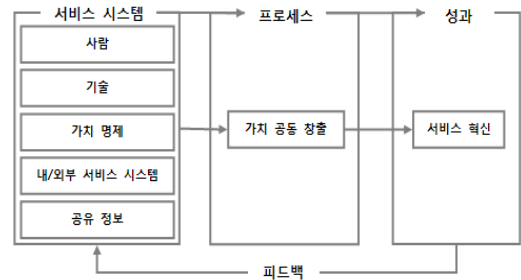 서비스 시스템
프로세스
성과
사람
기술
가치 명제
내/외부 서비스 시스템
공유 정보
가치 공동 창출
서비스 혁신
피드백